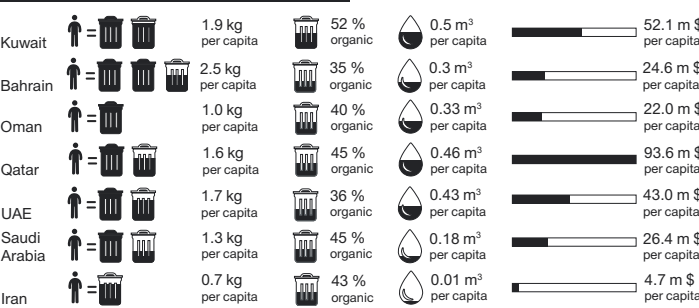 Kuwait = 1.9 kg per capita 52 % organic 0.5 m³ per capita 52.1 m $ per capita
Bahrain = 2.5 kg per capita 35 % organic 0.3 m³ per capita 24.6 m $ per capita
Oman = 1.0 kg per capita 40 % organic 0.33 m³ per capita 22.0 m $ per capita
Qatar = 1.6 kg per capita 45 % organic 0.46 m³ per capita 93.6 m $ per capita
UAE = 1.7 kg per capita 36 % organic 0.43 m³ per capita 43.0 m $ per capita
Saudi Arabia = 1.3 kg per capita 45 % organic 0.18 m³ per capita 26.4 m $ per capita
Iran = 0.7 kg per capita 43 % organic 0.01 m³ per capita 4.7 m $ per capita